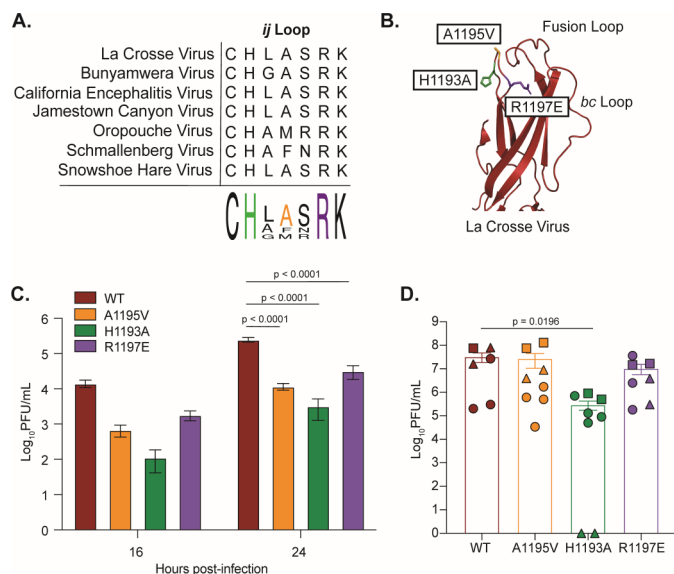 A.
ij Loop
La Crosse Virus C H L A S R K
Bunyamwera Virus C H G A S R K
California Encephalitis Virus C H L A S R K
Jamestown Canyon Virus C H L A S R K
Oropouche Virus C H A M R R K
Schmallenberg Virus C H A F N R K
Snowshoe Hare Virus C H L A S R K
C H L A S R K
A F N
G M R
B.
A1195V
Fusion Loop
H1193A
R1197E
bc Loop
La Crosse Virus
C.
WT
A1195V
H1193A
R1197E
p < 0.0001
p < 0.0001
p < 0.0001
Log10PFU/mL
6
5
4
3
2
1
0
16
24
Hours post-infection
D.
p = 0.0196
Log10PFU/mL
9
8
7
6
5
4
3
2
1
0
WT
A1195V
H1193A
R1197E